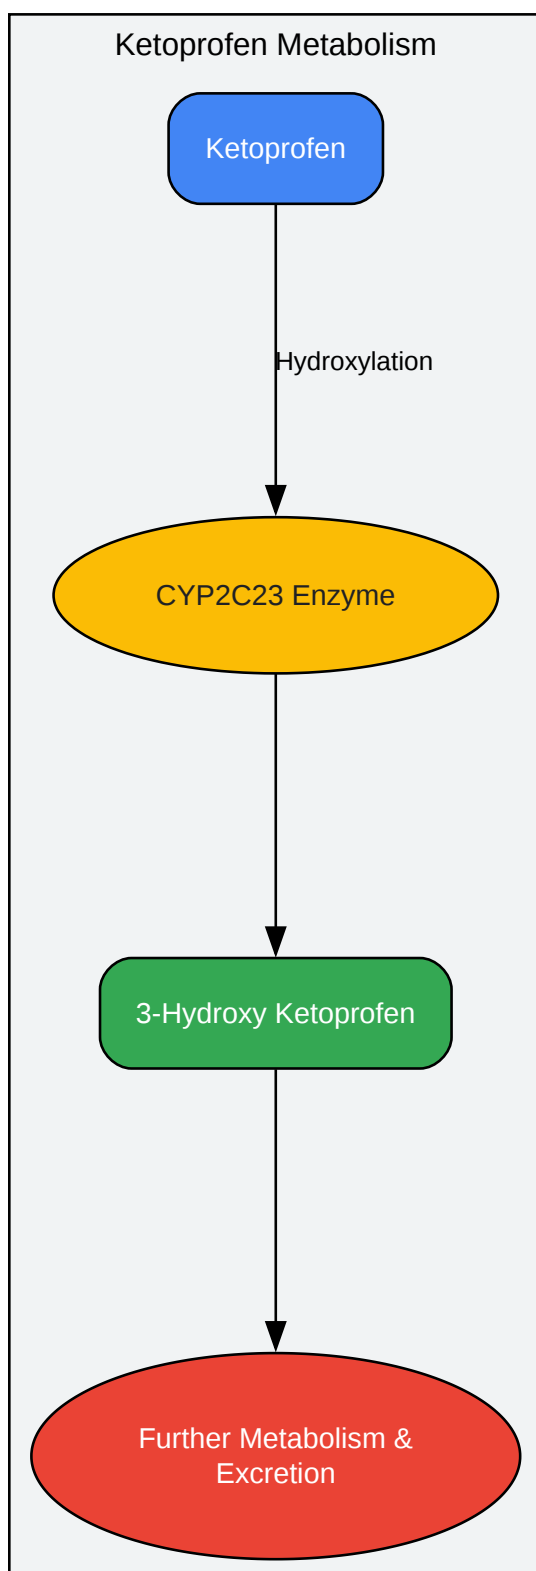 Ketoprofen Metabolism
Ketoprofen
Hydroxylation
CYP2C23 Enzyme
3-Hydroxy Ketoprofen
Further Metabolism &
Excretion